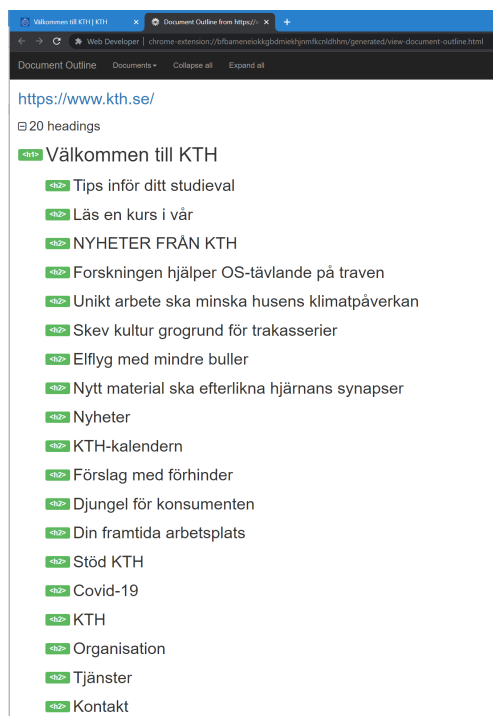 Välkommen till KTH | KTH
Document Outline from https://
Web Developer | chrome-extension://bfbameneiokkgbdmiekhjnmfkcnldhhm/generated/view-document-outline.html
Document Outline Documents Collapse all Expand all
https://www.kth.se/
20 headings
<h1> Välkommen till KTH
<h2> Tips inför ditt studieval
<h2> Läs en kurs i vår
<h2> NYHETER FRÅN KTH
<h2> Forskningen hjälper OS-tävlande på traven
<h2> Unikt arbete ska minska husens klimatpåverkan
<h2> Skev kultur grogrund för trakasserier
<h2> Elflyg med mindre buller
<h2> Nytt material ska efterlikna hjärnans synapser
<h2> Nyheter
<h2> KTH-kalendern
<h2> Förslag med förhinder
<h2> Djungel för konsumenten
<h2> Din framtida arbetsplats
<h2> Stöd KTH
<h2> Covid-19
<h2> KTH
<h2> Organisation
<h2> Tjänster
<h2> Kontakt